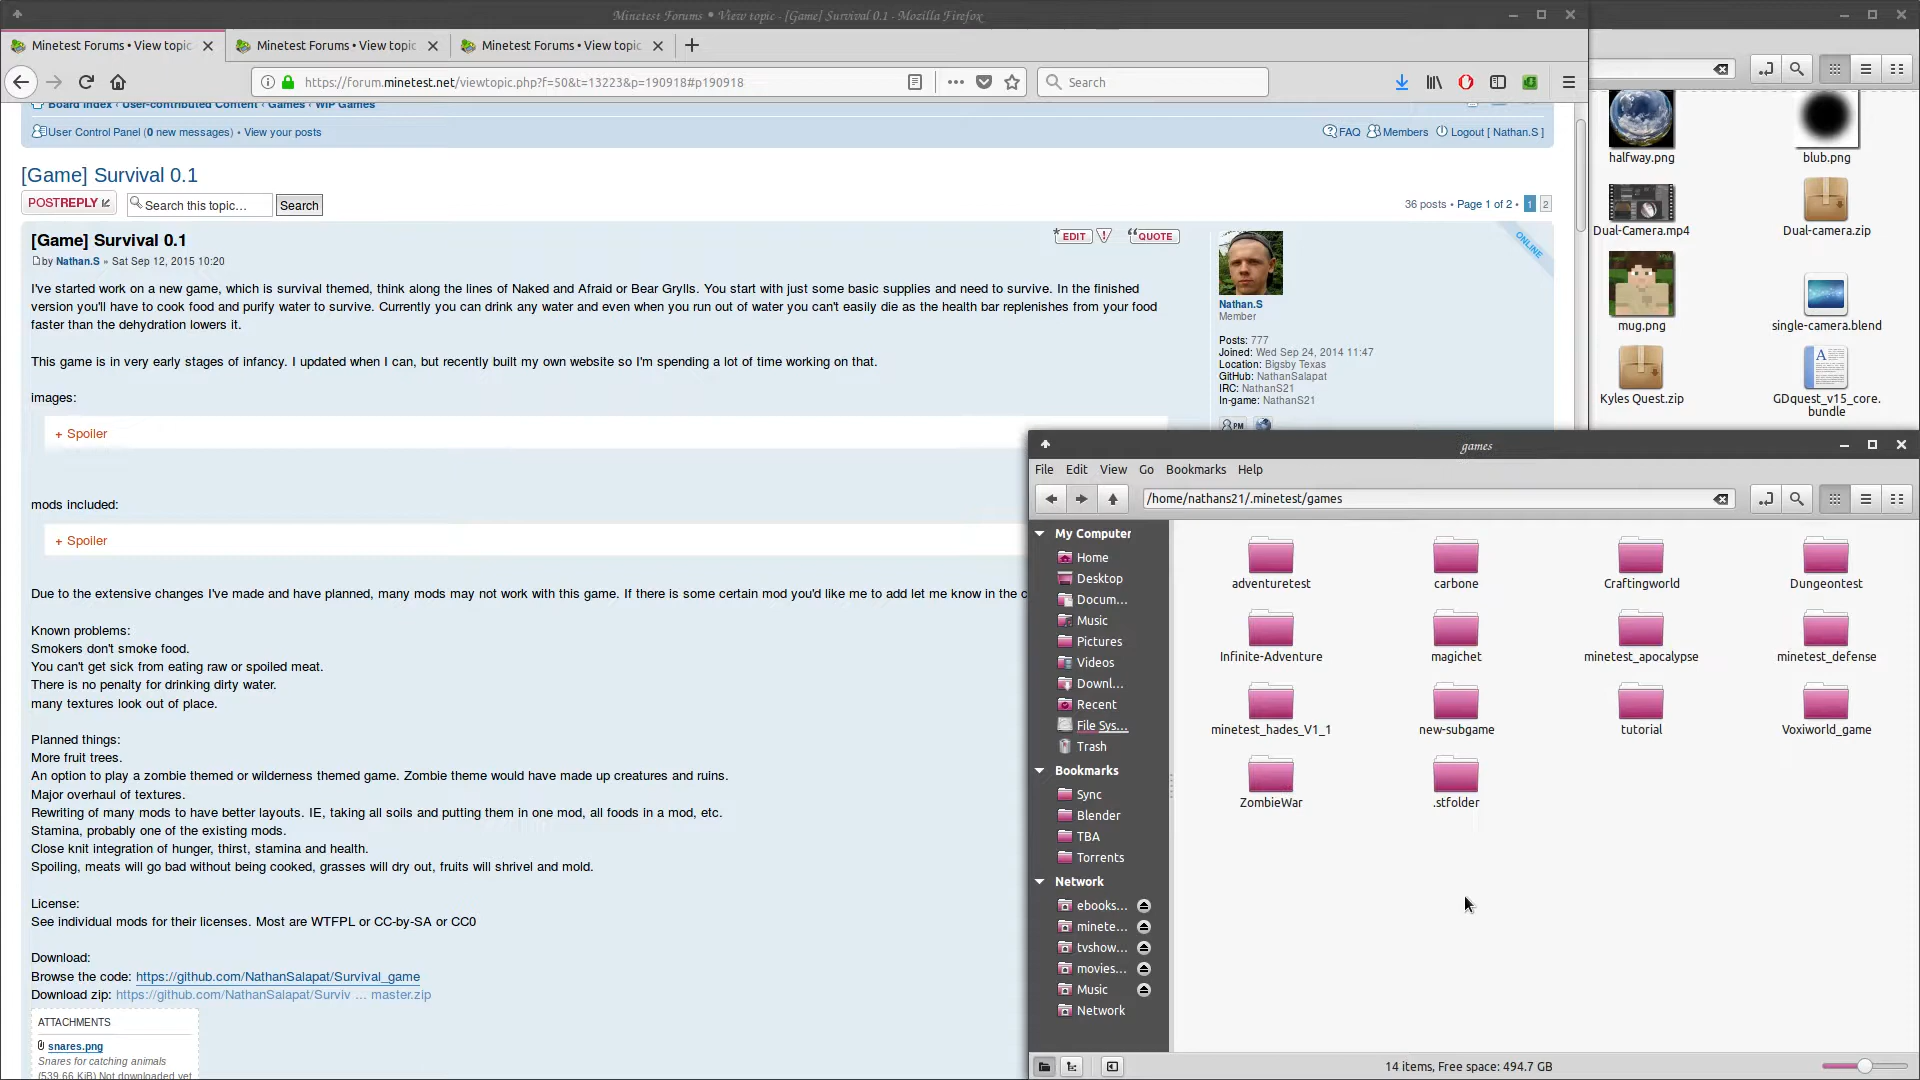 Minetest Forums • View topic - [Game] Survival 0.1 - Mozilla Firefox
Minetest Forums • View topic
Minetest Forums • View topic
Minetest Forums • View topic
https://forum.minetest.net/viewtopic.php?f=50&t=13223&p=190918#p190918
Search
Board index ‹ User-contributed Content ‹ Games ‹ WIP Games
User Control Panel (0 new messages) • View your posts
FAQ Members Logout [ Nathan.S ]
[Game] Survival 0.1
POSTREPLY
Search this topic…
Search
36 posts • Page 1 of 2 • 1 2
[Game] Survival 0.1
EDIT
QUOTE
ONLINE
by Nathan.S » Sat Sep 12, 2015 10:20
I've started work on a new game, which is survival themed, think along the lines of Naked and Afraid or Bear Grylls. You start with just some basic supplies and need to survive. In the finished
version you'll have to cook food and purify water to survive. Currently you can drink any water and even when you run out of water you can't easily die as the health bar replenishes from your food
faster than the dehydration lowers it.
This game is in very early stages of infancy. I updated when I can, but recently built my own website so I'm spending a lot of time working on that.
images:
+ Spoiler
mods included:
+ Spoiler
Due to the extensive changes I've made and have planned, many mods may not work with this game. If there is some certain mod you'd like me to add let me know in the c
Known problems:
Smokers don't smoke food.
You can't get sick from eating raw or spoiled meat.
There is no penalty for drinking dirty water.
many textures look out of place.
Planned things:
More fruit trees.
An option to play a zombie themed or wilderness themed game. Zombie theme would have made up creatures and ruins.
Major overhaul of textures.
Rewriting of many mods to have better layouts. IE, taking all soils and putting them in one mod, all foods in a mod, etc.
Stamina, probably one of the existing mods.
Close knit integration of hunger, thirst, stamina and health.
Spoiling, meats will go bad without being cooked, grasses will dry out, fruits will shrivel and mold.
License:
See individual mods for their licenses. Most are WTFPL or CC-by-SA or CC0
Download:
Browse the code: https://github.com/NathanSalapat/Survival_game
Download zip: https://github.com/NathanSalapat/Surviv ... master.zip
ATTACHMENTS
snares.png
Snares for catching animals
(539.66 KiB) Not downloaded yet
Nathan.S
Member
Posts: 777
Joined: Wed Sep 24, 2014 11:47
Location: Bigsby Texas
GitHub: NathanSalapat
IRC: NathanS21
In-game: NathanS21
PM
halfway.png
blub.png
Dual-Camera.mp4
Dual-camera.zip
mug.png
single-camera.blend
Kyles Quest.zip
GDquest_v15_core.
bundle
games
File Edit View Go Bookmarks Help
/home/nathans21/.minetest/games
My Computer
Home
Desktop
Docum...
Music
Pictures
Videos
Downl...
Recent
File Sys...
Trash
Bookmarks
Sync
Blender
TBA
Torrents
Network
ebooks...
minete...
tvshow...
movies...
Music
Network
adventuretest
carbone
Craftingworld
Dungeontest
Infinite-Adventure
magichet
minetest_apocalypse
minetest_defense
minetest_hades_V1_1
new-subgame
tutorial
Voxiworld_game
ZombieWar
.stfolder
14 items, Free space: 494.7 GB